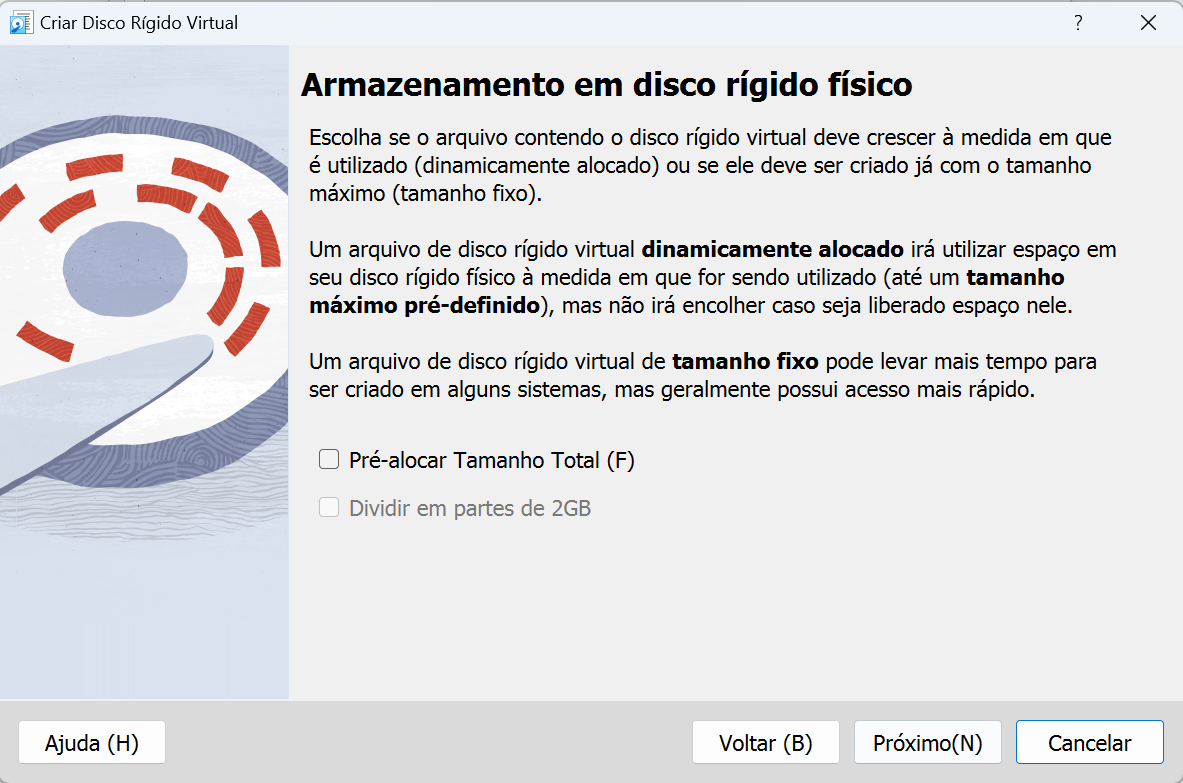 Criar Disco Rígido Virtual
?
Armazenamento em disco rígido físico
Escolha se o arquivo contendo o disco rígido virtual deve crescer à medida em que
é utilizado (dinamicamente alocado) ou se ele deve ser criado já com o tamanho
máximo (tamanho fixo).
Um arquivo de disco rígido virtual dinamicamente alocado irá utilizar espaço em
seu disco rígido físico à medida em que for sendo utilizado (até um tamanho
máximo pré-definido), mas não irá encolher caso seja liberado espaço nele.
Um arquivo de disco rígido virtual de tamanho fixo pode levar mais tempo para
ser criado em alguns sistemas, mas geralmente possui acesso mais rápido.
Pré-alocar Tamanho Total (F)
Dividir em partes de 2GB
Ajuda (H)
Voltar (B)
Próximo(N)
Cancelar